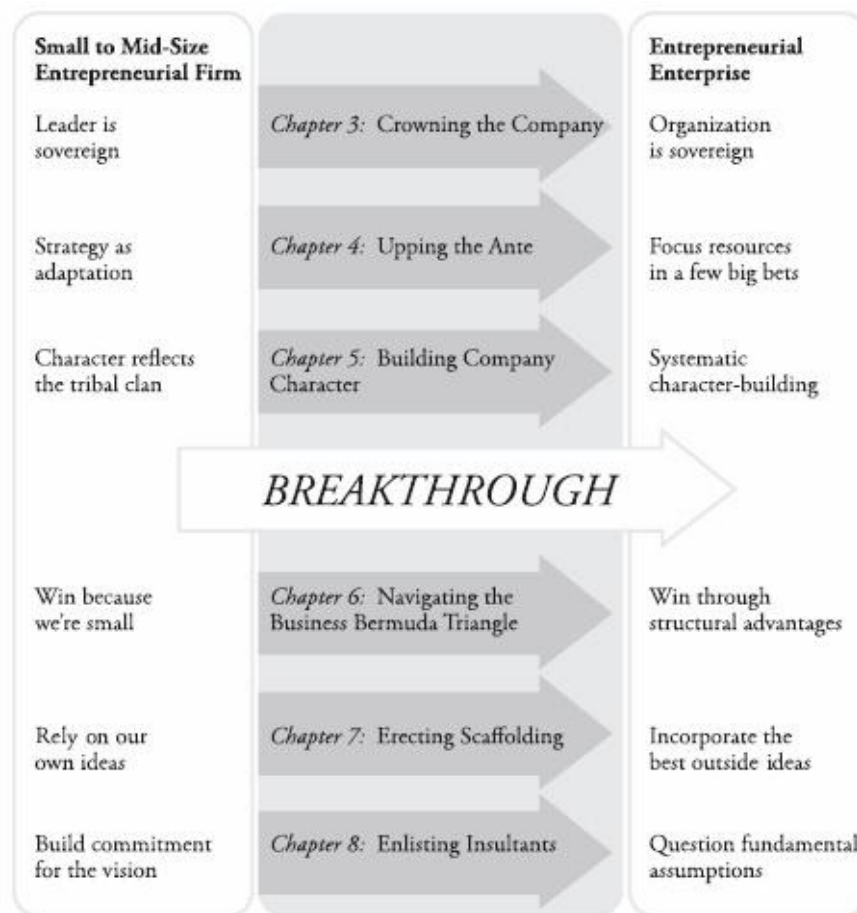 Small to Mid-Size
Entrepreneurial Firm
Entrepreneurial
Enterprise
Leader is
sovereign
Chapter 3: Crowning the Company
Organization
is sovereign
Strategy as
adaptation
Chapter 4: Upping the Ante
Focus resources
in a few big bets
Character reflects
the tribal clan
Chapter 5: Building Company
Character
Systematic
character-building
BREAKTHROUGH
Win because
we're small
Chapter 6: Navigating the
Business Bermuda Triangle
Win through
structural advantages
Rely on our
own ideas
Chapter 7: Erecting Scaffolding
Incorporate the
best outside ideas
Build commitment
for the vision
Chapter 8: Enlisting Insultants
Question fundamental
assumptions